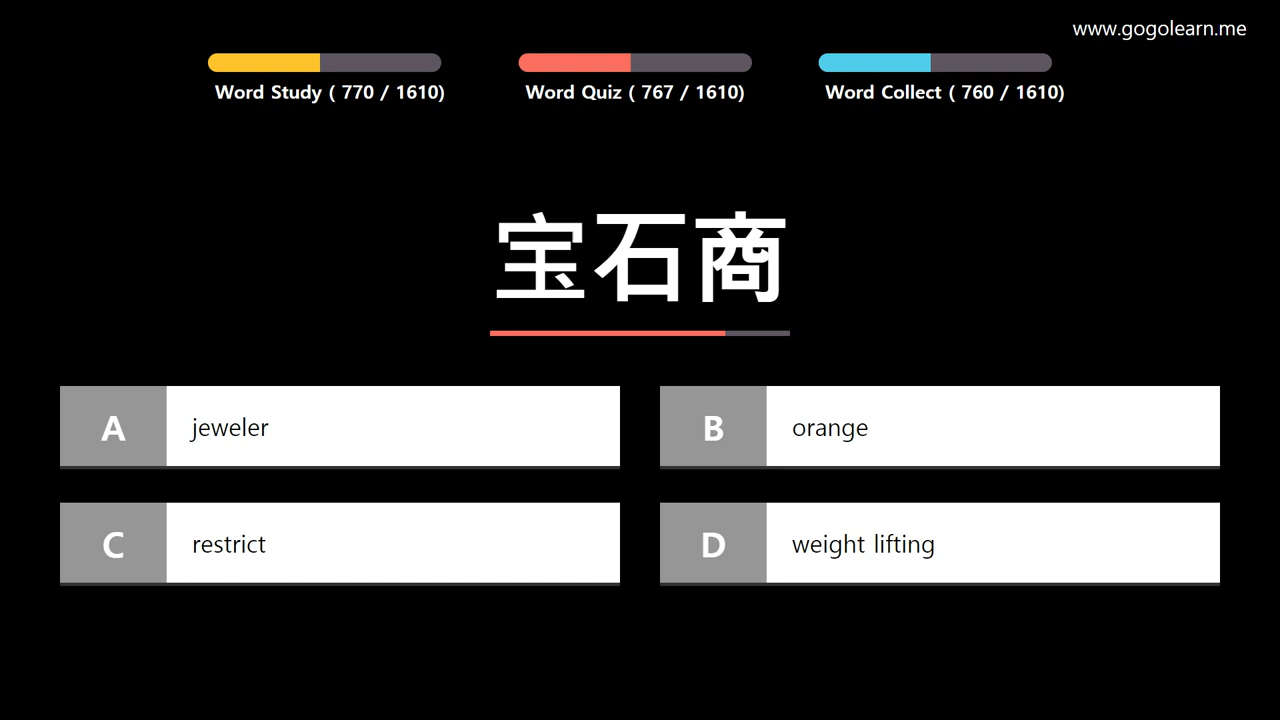 www.gogolearn.me
Word Study ( 770 / 1610)
Word Quiz ( 767 / 1610)
Word Collect ( 760 / 1610)
宝石商
A jeweler
B orange
C restrict
D weight lifting